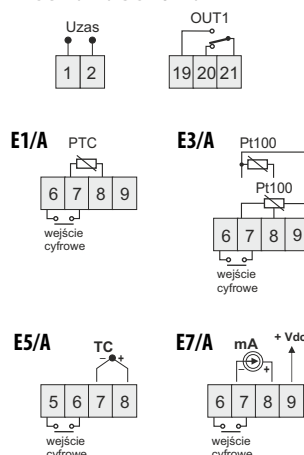 Uzas
OUT1
1 2
19 20 21
E1/A
PTC
6 7 8 9
wejście
cyfrowe
E3/A
Pt100
Pt100
6 7 8 9
wejście
cyfrowe
E5/A
TC
– +
5 6 7 8
wejście
cyfrowe
E7/A
mA
+ Vdc
– +
6 7 8 9
wejście
cyfrowe